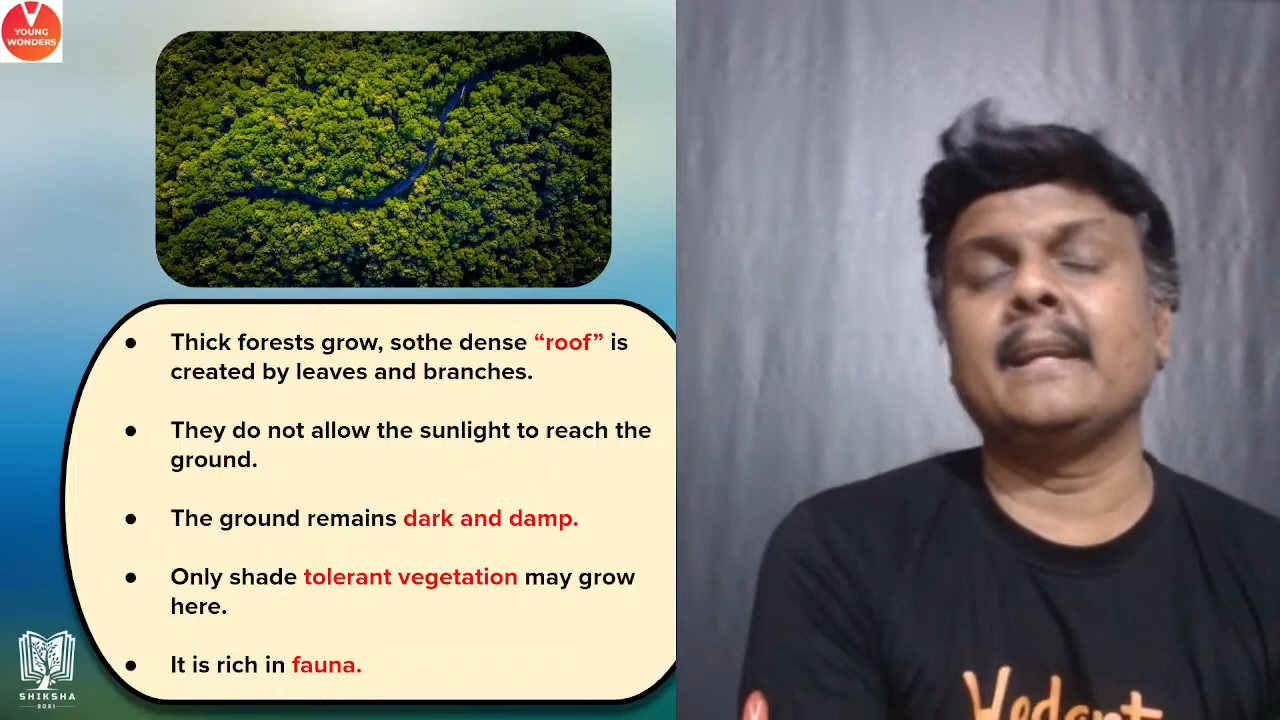 YOUNG
WONDERS
Thick forests grow, sothe dense “roof” is
created by leaves and branches.
They do not allow the sunlight to reach the
ground.
The ground remains dark and damp.
Only shade tolerant vegetation may grow
here.
It is rich in fauna.
SHIKSHA
2021